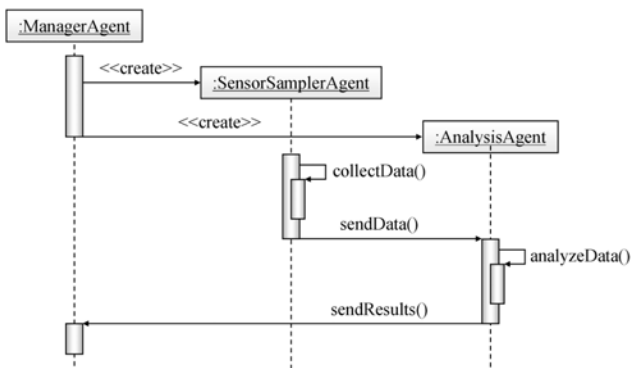 :ManagerAgent
<<create>>
:SensorSamplerAgent
<<create>>
:AnalysisAgent
collectData()
sendData()
analyzeData()
sendResults()